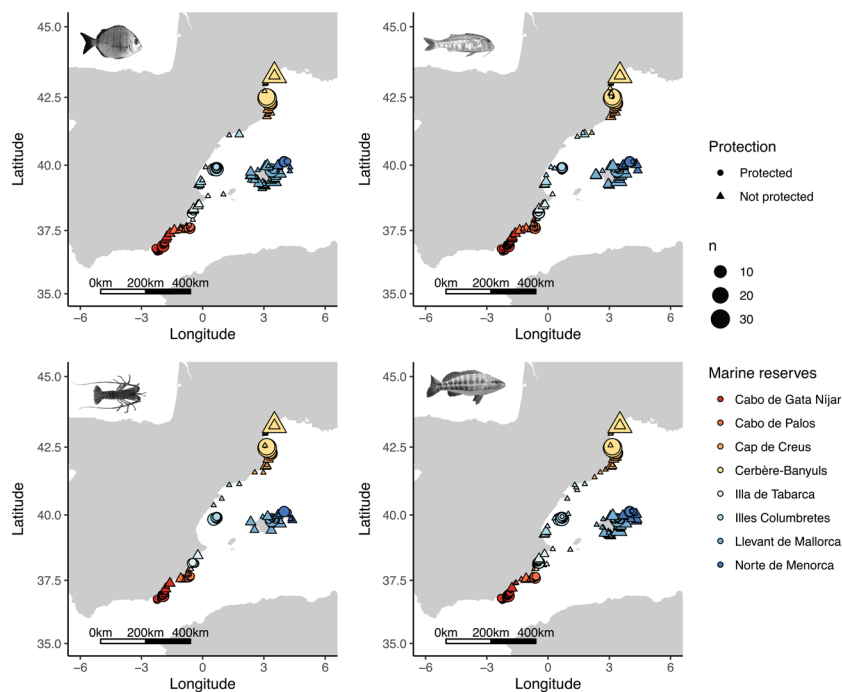 45.0
42.5
40.0
37.5
35.0
Latitude
0km 200km 400km
−6 −3 0 3 6
Longitude
45.0
42.5
40.0
37.5
35.0
Latitude
0km 200km 400km
−6 −3 0 3 6
Longitude
45.0
42.5
40.0
37.5
35.0
Latitude
0km 200km 400km
−6 −3 0 3 6
Longitude
45.0
42.5
40.0
37.5
35.0
Latitude
0km 200km 400km
−6 −3 0 3 6
Longitude
Protection
Protected
Not protected
n
10
20
30
Marine reserves
Cabo de Gata Níjar
Cabo de Palos
Cap de Creus
Cerbère-Banyuls
Illa de Tabarca
Illes Columbretes
Llevant de Mallorca
Norte de Menorca